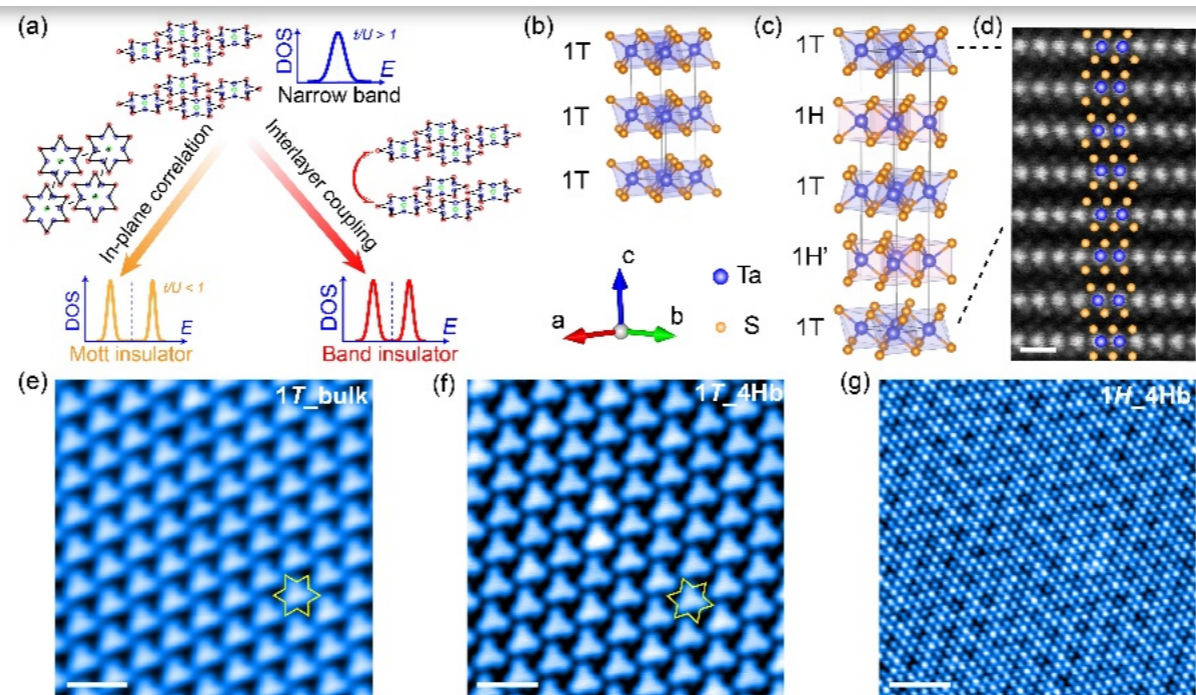 (a)
DOS
t/U > 1
E
Narrow band
In-plane correlation
Interlayer coupling
DOS
t/U < 1
E
Mott insulator
DOS
E
Band insulator
(b)
1T
1T
1T
c
a
b
Ta
S
(c)
1T
1H
1T
1H'
1T
(d)
(e)
1T_bulk
(f)
1T_4Hb
(g)
1H_4Hb